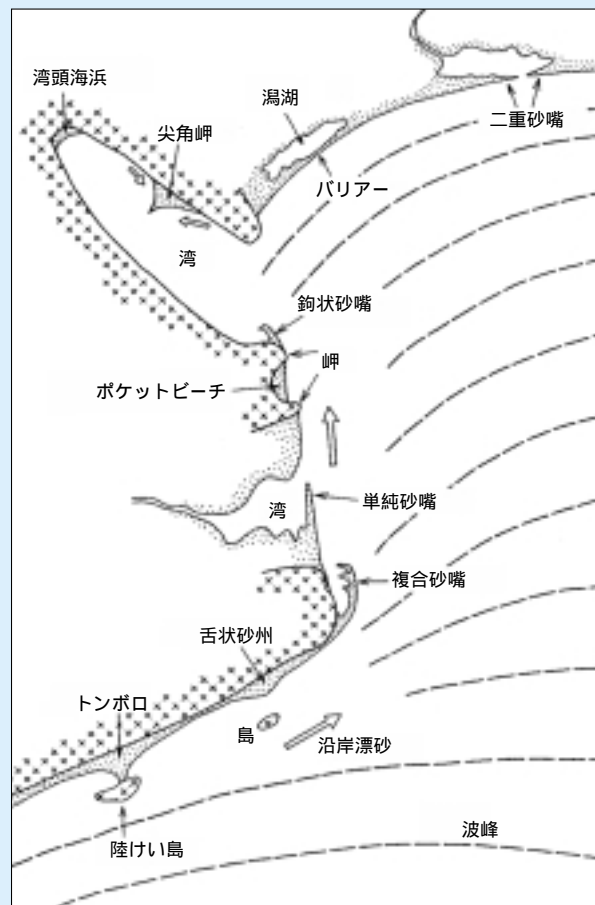 湾頭海浜
潟湖
尖角岬
二重砂嘴
バリアー
湾
鉤状砂嘴
岬
ポケットビーチ
湾
単純砂嘴
複合砂嘴
舌状砂州
トンボロ
島
沿岸漂砂
波峰
陸けい島